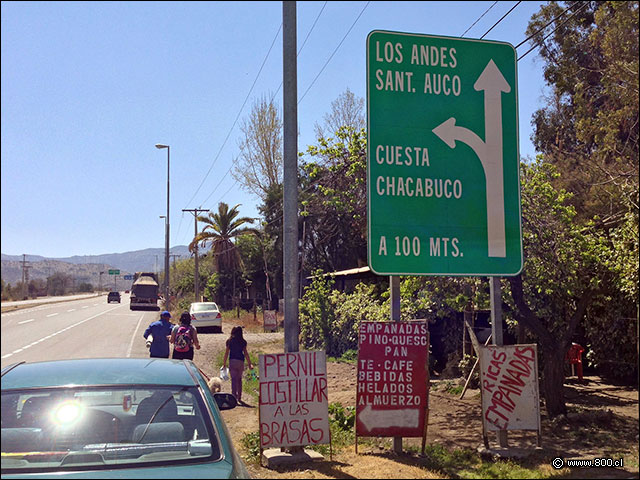 LOS ANDES
SANT. AUCO
CUESTA
CHACABUCO
A 100 MTS.
PERNIL
COSTILLAR
A LAS
BRASAS
EMPANADAS
PINO-QUESO
PAN
TE-CAFE
BEBIDAS
HELADOS
ALMUERZO
RICAS
EMPANADAS
© www.800.cl